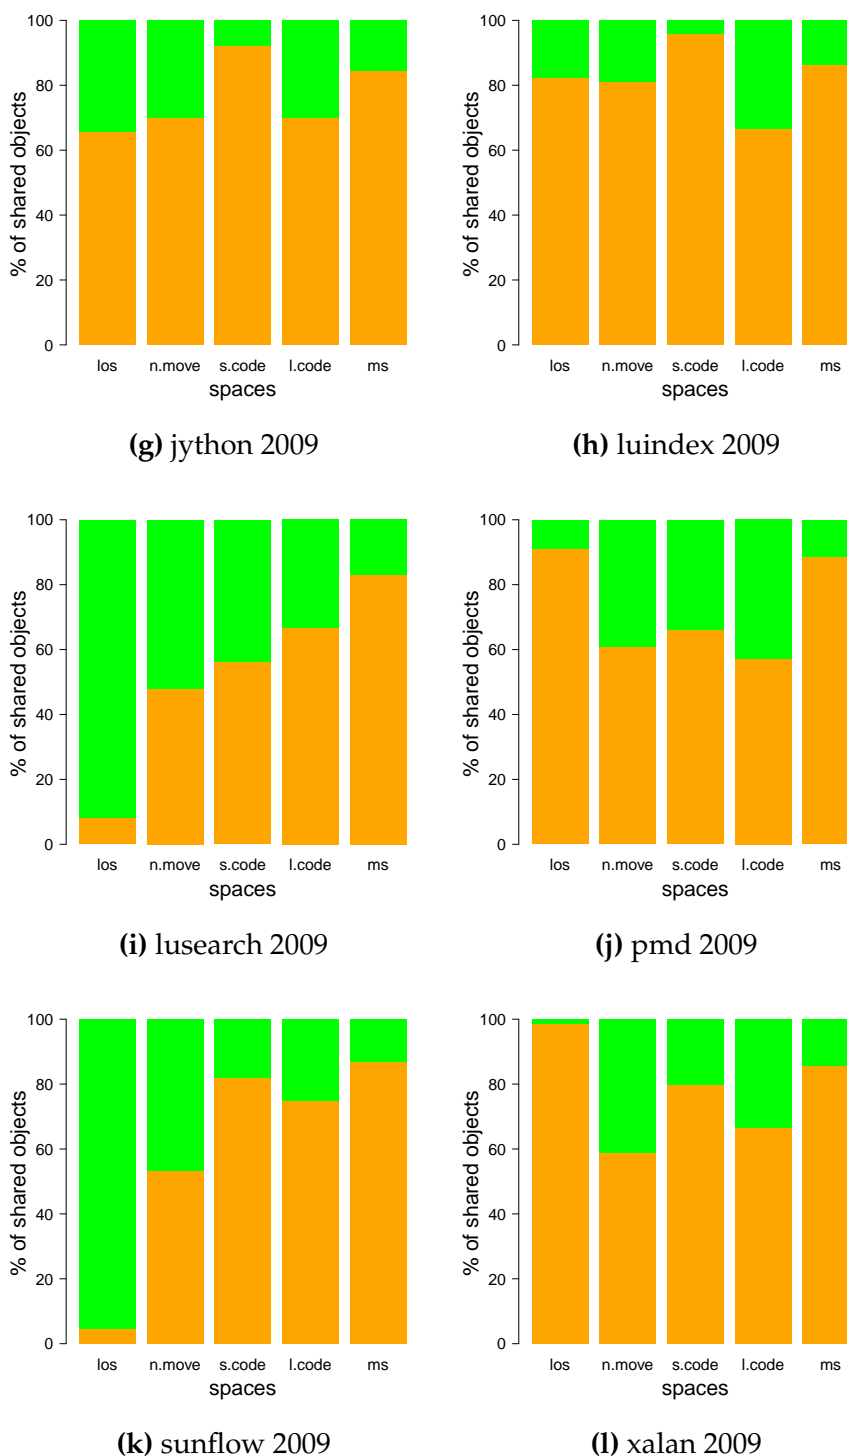 % of shared objects
100
80
60
40
20
0
los n.move s.code l.code ms
spaces
(g) jython 2009
% of shared objects
100
80
60
40
20
0
los n.move s.code l.code ms
spaces
(h) luindex 2009
% of shared objects
100
80
60
40
20
0
los n.move s.code l.code ms
spaces
(i) lusearch 2009
% of shared objects
100
80
60
40
20
0
los n.move s.code l.code ms
spaces
(j) pmd 2009
% of shared objects
100
80
60
40
20
0
los n.move s.code l.code ms
spaces
(k) sunflow 2009
% of shared objects
100
80
60
40
20
0
los n.move s.code l.code ms
spaces
(l) xalan 2009